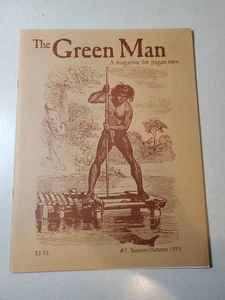 The Green Man
A magazine for pagan men
$3.95
#2, Summer/Autumn 1993